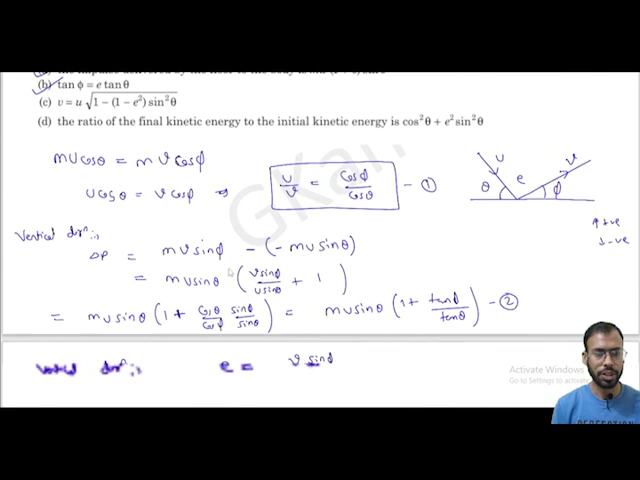 (b) tan ϕ = e tan θ
(c) v = u √1 − (1 − e²) sin²θ
(d) the ratio of the final kinetic energy to the initial kinetic energy is cos²θ + e² sin²θ
mu cosθ = m v cosϕ
u cosθ = v cosϕ ⇒ u/v = cosϕ/cosθ − ①
u e v
θ ϕ
↑ +ve
↓ −ve
Vertical dirⁿ :
ΔP = mv sinϕ − (− mu sinθ)
= mu sinθ (v sinϕ/u sinθ + 1)
= mu sinθ (1 + cosθ/cosϕ sinϕ/sinθ) = mu sinθ (1 + tanϕ/tanθ) − ②
Vertical dirⁿ : e = v sinϕ
GKan
Activate Windows
Go to Settings to activate